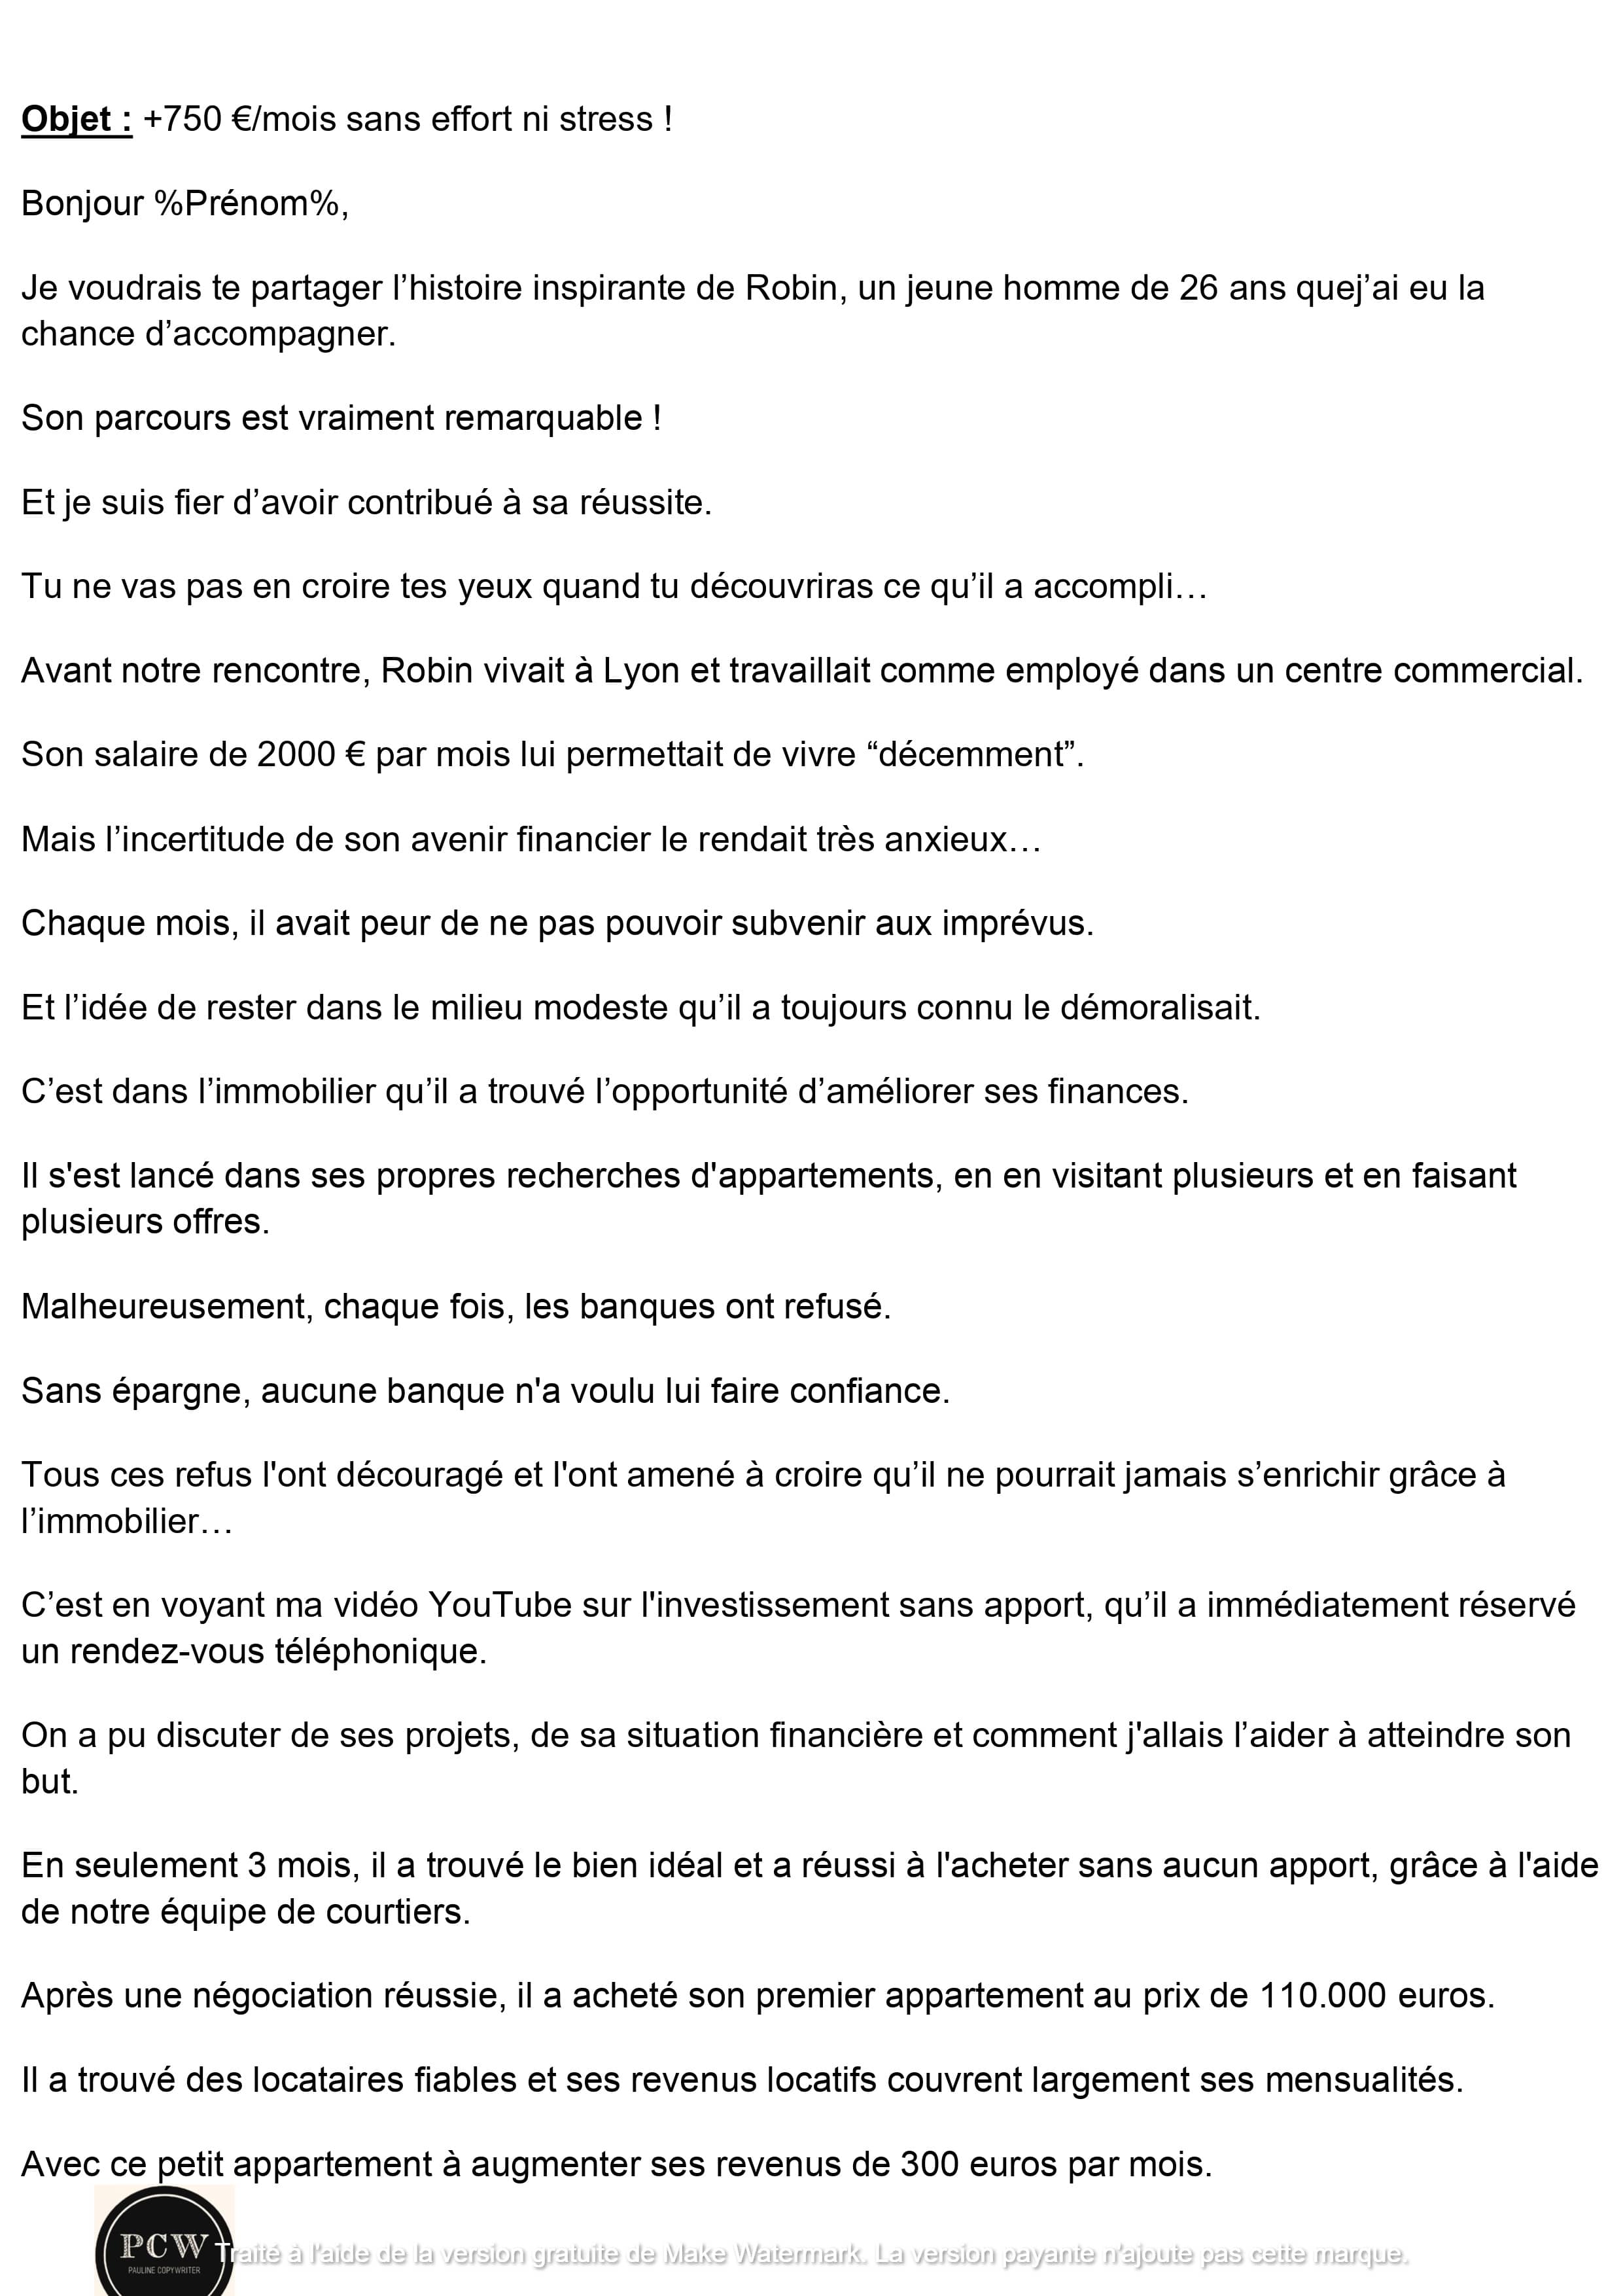 Objet : +750 €/mois sans effort ni stress !
Bonjour %Prénom%,
Je voudrais te partager l’histoire inspirante de Robin, un jeune homme de 26 ans quej’ai eu la
chance d’accompagner.
Son parcours est vraiment remarquable !
Et je suis fier d’avoir contribué à sa réussite.
Tu ne vas pas en croire tes yeux quand tu découvriras ce qu’il a accompli…
Avant notre rencontre, Robin vivait à Lyon et travaillait comme employé dans un centre commercial.
Son salaire de 2000 € par mois lui permettait de vivre “décemment”.
Mais l’incertitude de son avenir financier le rendait très anxieux…
Chaque mois, il avait peur de ne pas pouvoir subvenir aux imprévus.
Et l’idée de rester dans le milieu modeste qu’il a toujours connu le démoralisait.
C’est dans l’immobilier qu’il a trouvé l’opportunité d’améliorer ses finances.
Il s'est lancé dans ses propres recherches d'appartements, en en visitant plusieurs et en faisant
plusieurs offres.
Malheureusement, chaque fois, les banques ont refusé.
Sans épargne, aucune banque n'a voulu lui faire confiance.
Tous ces refus l'ont découragé et l'ont amené à croire qu’il ne pourrait jamais s’enrichir grâce à
l’immobilier…
C’est en voyant ma vidéo YouTube sur l'investissement sans apport, qu’il a immédiatement réservé
un rendez-vous téléphonique.
On a pu discuter de ses projets, de sa situation financière et comment j'allais l’aider à atteindre son
but.
En seulement 3 mois, il a trouvé le bien idéal et a réussi à l'acheter sans aucun apport, grâce à l'aide
de notre équipe de courtiers.
Après une négociation réussie, il a acheté son premier appartement au prix de 110.000 euros.
Il a trouvé des locataires fiables et ses revenus locatifs couvrent largement ses mensualités.
Avec ce petit appartement à augmenter ses revenus de 300 euros par mois.
PCW
PAULINE COPYWRITER
Traité à l'aide de la version gratuite de Make Watermark. La version payante n'ajoute pas cette marque.